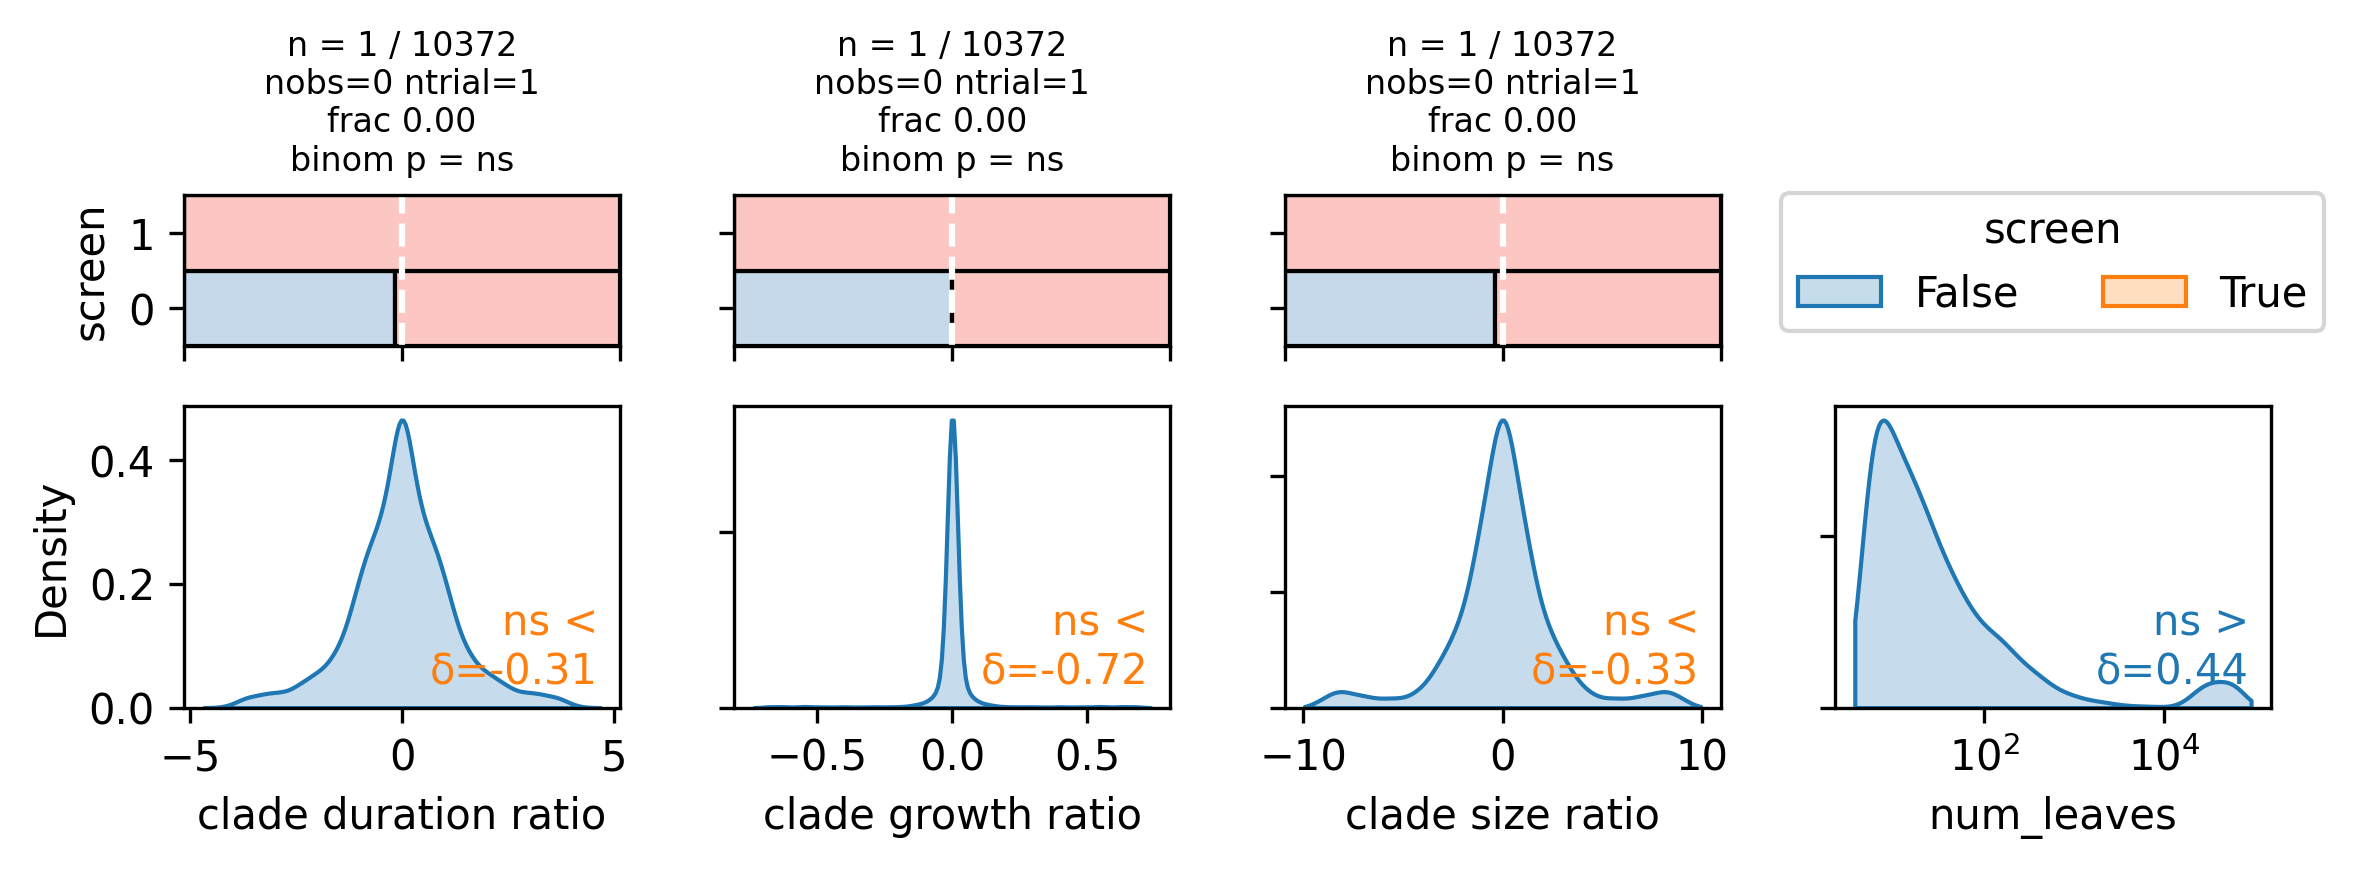 n = 1 / 10372
nobs=0 ntrial=1
frac 0.00
binom p = ns
n = 1 / 10372
nobs=0 ntrial=1
frac 0.00
binom p = ns
n = 1 / 10372
nobs=0 ntrial=1
frac 0.00
binom p = ns
screen
1
0
screen
False
True
Density
0.4
0.2
0.0
ns <
δ=-0.31
−5
0
5
clade duration ratio
ns <
δ=-0.72
−0.5
0.0
0.5
clade growth ratio
ns <
δ=-0.33
−10
0
10
clade size ratio
ns >
δ=0.44
10²
10⁴
num_leaves